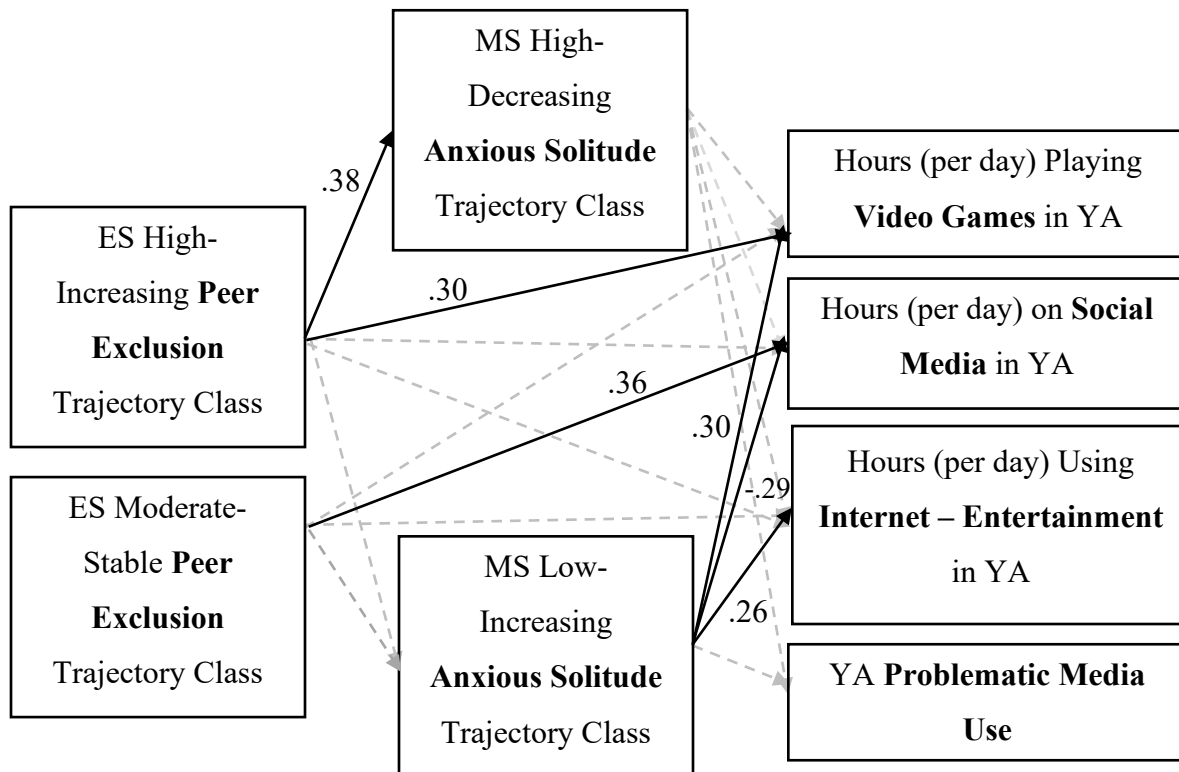 MS High-
Decreasing
Anxious Solitude
Trajectory Class
.38
ES High-
Increasing Peer
Exclusion
Trajectory Class
.30
Hours (per day) Playing
Video Games in YA
Hours (per day) on Social
Media in YA
.36
.30
-.29
Hours (per day) Using
Internet – Entertainment
in YA
ES Moderate-
Stable Peer
Exclusion
Trajectory Class
MS Low-
Increasing
Anxious Solitude
Trajectory Class
.26
YA Problematic Media
Use